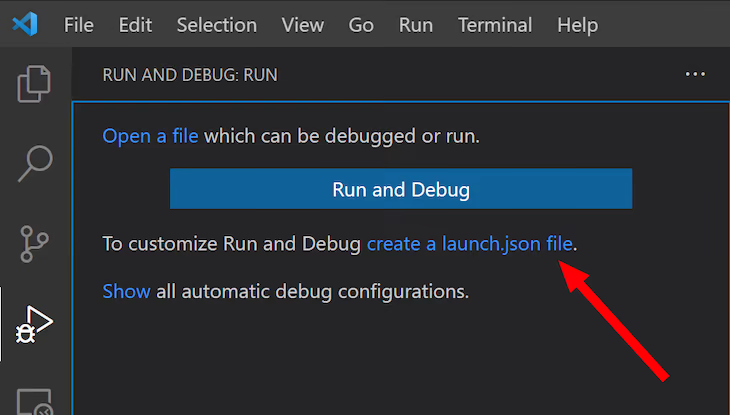 File Edit Selection View Go Run Terminal Help
RUN AND DEBUG: RUN
Open a file which can be debugged or run.
Run and Debug
To customize Run and Debug create a launch.json file.
Show all automatic debug configurations.